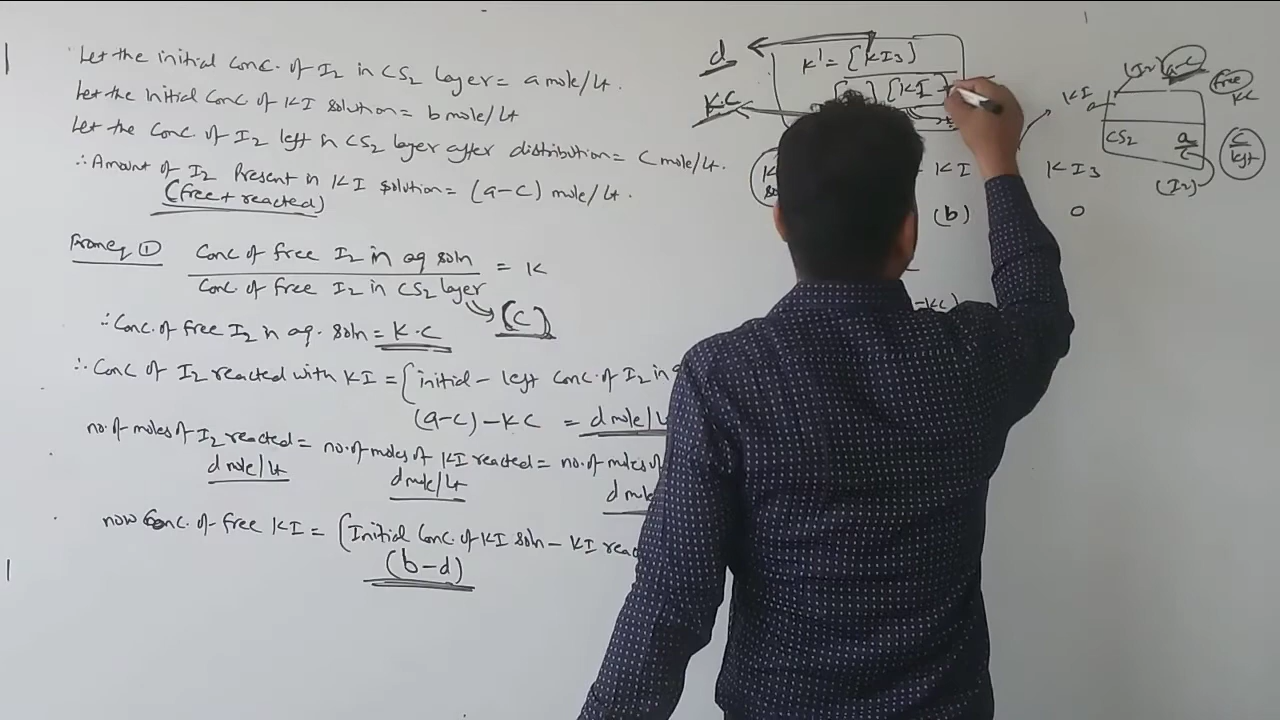 Let the initial Conc. of I2 in CS2 layer = a mole/Lt.
Let the Initial Conc of KI solution = b mole/Lt
Let the Conc. of I2 left in CS2 layer after distribution = C mole/Lt.
∴ Amount of I2 Present in KI solution = (a-c) mole/Lt.
(free + reacted)
From eq ① Conc of free I2 in aq soln
Conc of free I2 in CS2 layer
= K
(C)
∴ Conc. of free I2 in aq. soln = K.C
∴ Conc of I2 reacted with KI = [initial - left Conc. of I2 in
(a-c) - KC = d mole/L
no. of moles of I2 reacted = no. of moles of KI reacted = no. of moles of
d mole/Lt
d mole/Lt
d mole
now Conc. of free KI = [Initial Conc. of KI soln - KI reac
(b-d)
d
K' = [KI3]
[KI]
K.C
KI
KI3
(b)
0
-KC)
KI
(I2)
a-c
free
KC
CS2
a
C
C
left
(I2)